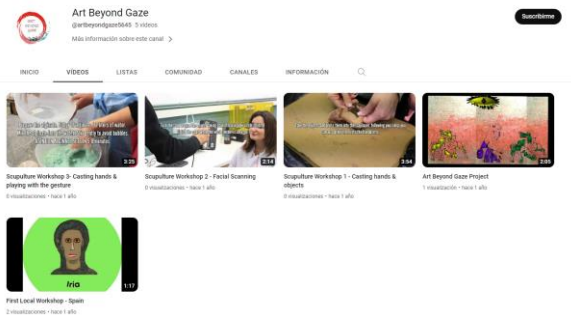 Art Beyond Gaze
@artbeyondgaze5645 5 vídeos
Más información sobre este canal >
Suscribirme
INICIO VÍDEOS LISTAS COMUNIDAD CANALES INFORMACIÓN
3:25
2:14
3:54
2:05
Scupulture Workshop 3- Casting hands &
playing with the gesture
6 visualizaciones • hace 1 año
Scupulture Workshop 2 - Facial Scanning
0 visualizaciones • hace 1 año
Scuputure Workshop 1 - Casting hands &
objects
0 visualizaciones • hace 1 año
Art Beyond Gaze Project
1 visualización • hace 1 año
Iria
1:17
First Local Workshop - Spain
2 visualizaciones • hace 1 año